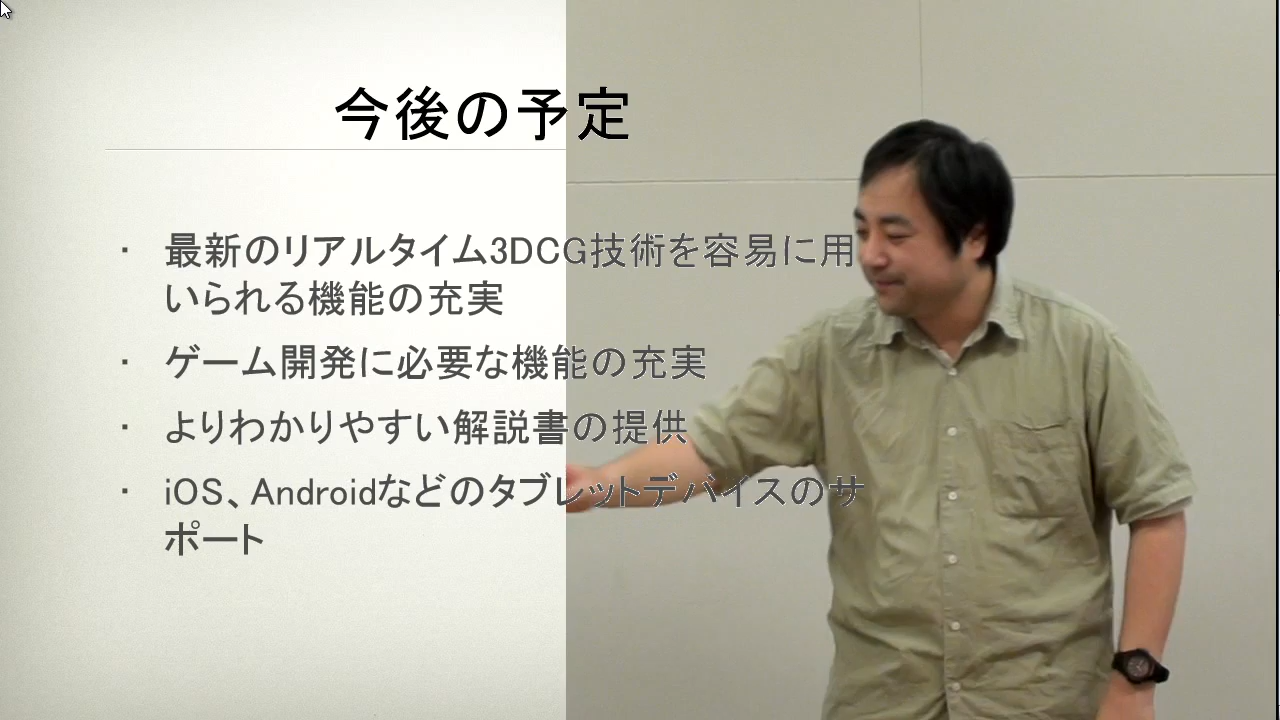 今後の予定
・ 最新のリアルタイム3DCG技術を容易に用
いられる機能の充実
・ ゲーム開発に必要な機能の充実
・ よりわかりやすい解説書の提供
・ iOS、Androidなどのタブレットデバイスのサ
ポート